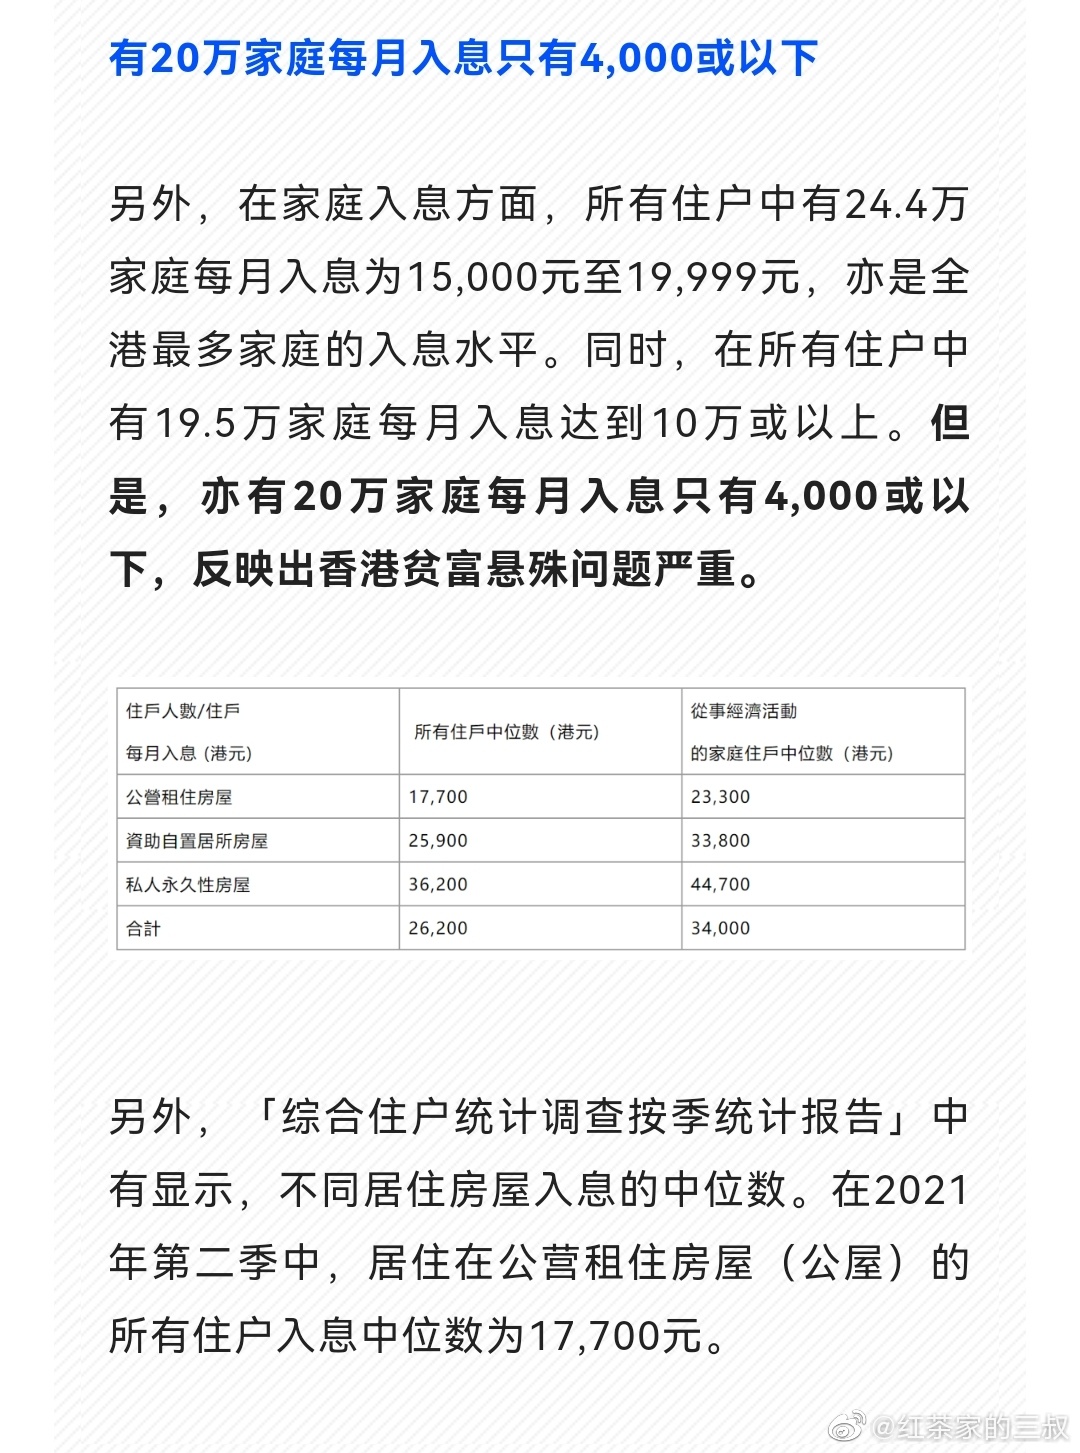 有20万家庭每月入息只有4,000或以下
另外，在家庭入息方面，所有住户中有24.4万
家庭每月入息为15,000元至19,999元，亦是全
港最多家庭的入息水平。同时，在所有住户中
有19.5万家庭每月入息达到10万或以上。但
是，亦有20万家庭每月入息只有4,000或以
下，反映出香港贫富悬殊问题严重。
住戶人數/住戶
每月入息 (港元)
所有住戶中位數（港元)
從事經濟活動
的家庭住戶中位數（港元)
公營租住房屋 17,700 23,300
資助自置居所房屋 25,900 33,800
私人永久性房屋 36,200 44,700
合計 26,200 34,000
另外，「综合住户统计调查按季统计报告」中
有显示，不同居住房屋入息的中位数。在2021
年第二季中，居住在公营租住房屋（公屋）的
所有住户入息中位数为17,700元。
@红茶家的三叔